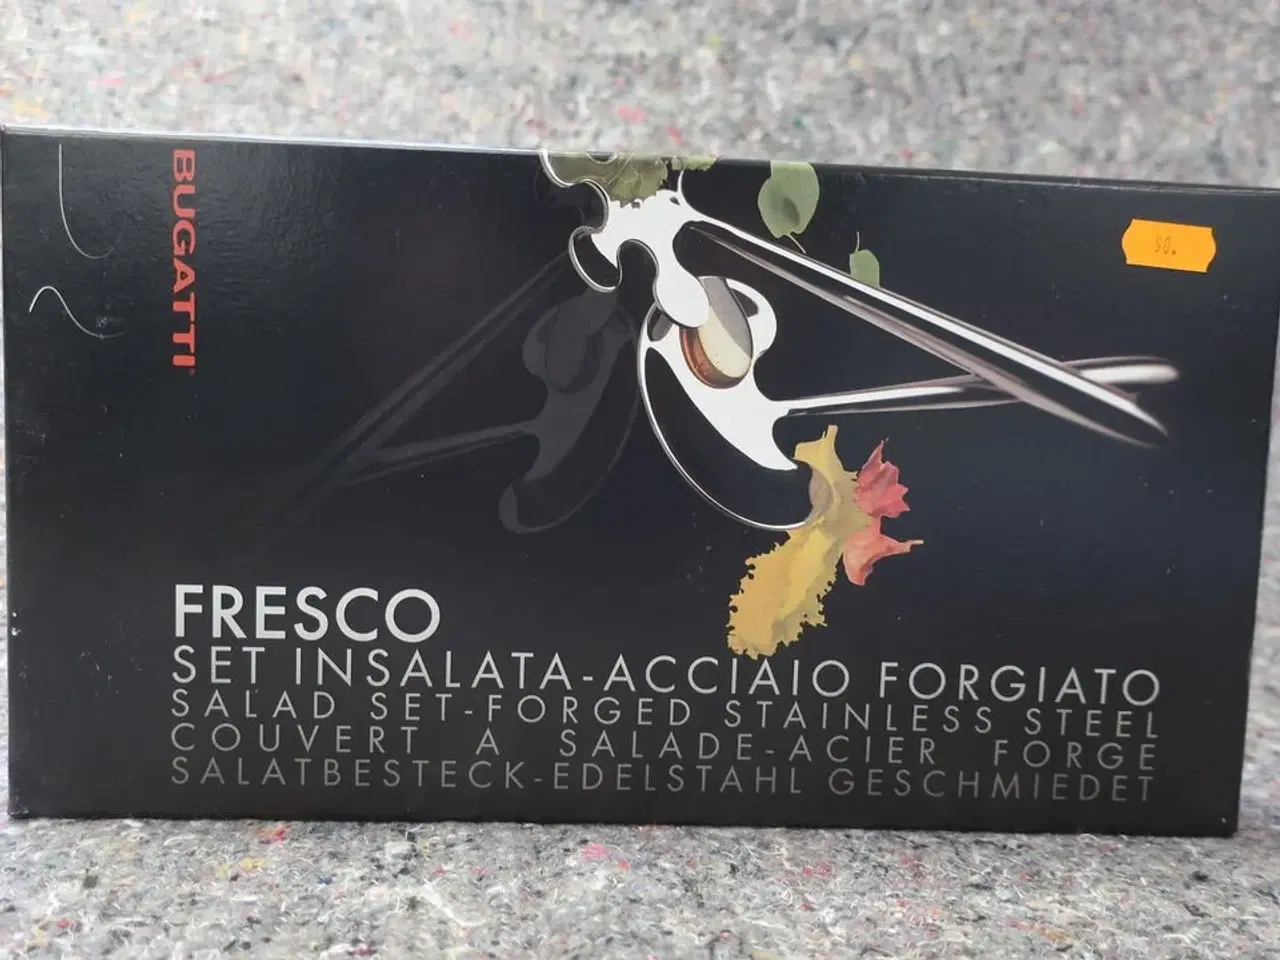 BUGATTI
50.
FRESCO
SET INSALATA-ACCIAIO FORGIATO
SALAD SET-FORGED STAINLESS STEEL
COUVERT A SALADE-ACIER FORGE
SALATBESTECK-EDELSTAHL GESCHMIEDET